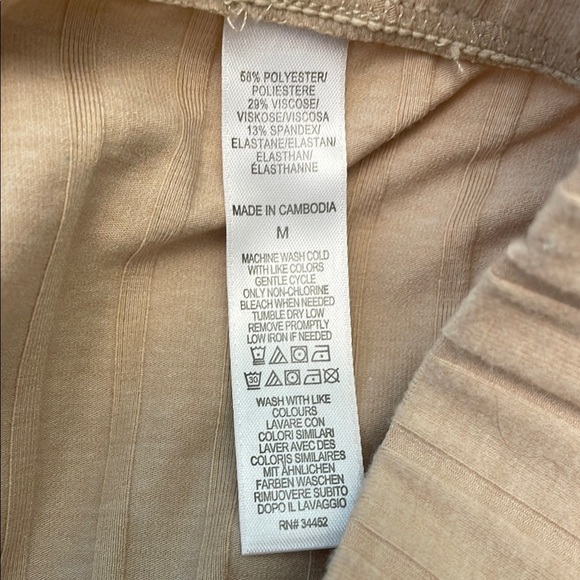 58% POLYESTER/
POLIESTERE
29% VISCOSE/
VISKOSE/VISCOSA
13% SPANDEX/
ELASTANE/ELASTAN/
ELASTHAN/
ÉLASTHANNE
MADE IN CAMBODIA
M
MACHINE WASH COLD
WITH LIKE COLORS
GENTLE CYCLE
ONLY NON-CHLORINE
BLEACH WHEN NEEDED
TUMBLE DRY LOW
REMOVE PROMPTLY
LOW IRON IF NEEDED
30
WASH WITH LIKE
COLOURS
LAVARE CON
COLORI SIMILARI
LAVER AVEC DES
COLORIS SIMILAIRES
MIT ÄHNLICHEN
FARBEN WASCHEN
RIMUOVERE SUBITO
DOPO IL LAVAGGIO
RN# 34452